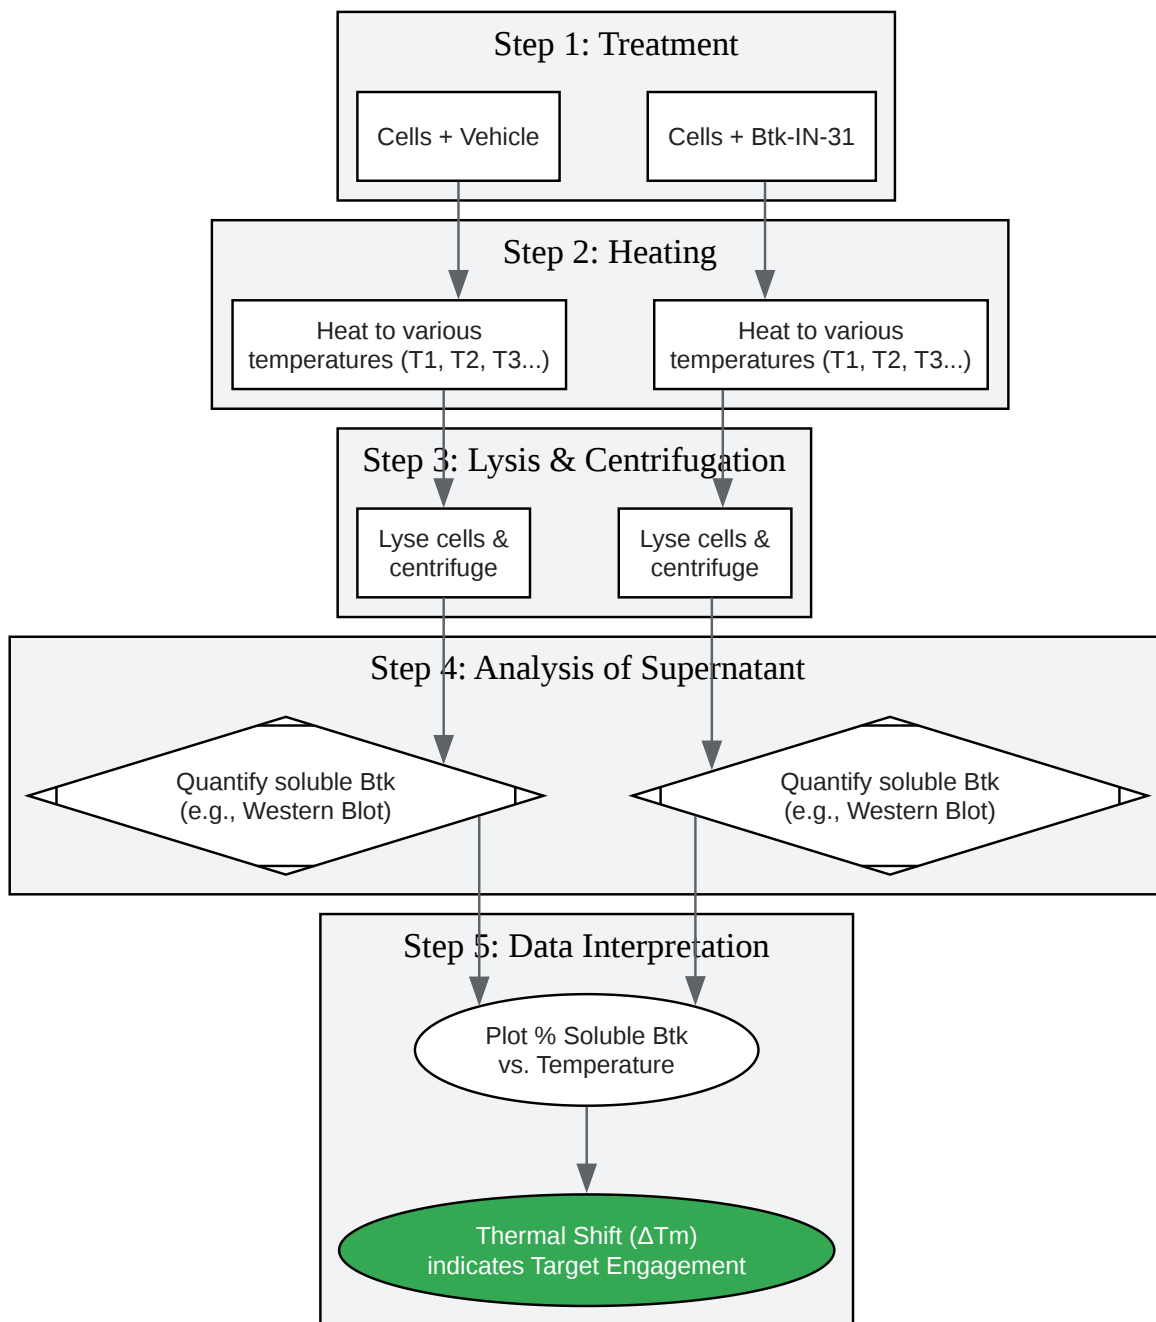 Step 1: Treatment
Cells + Vehicle
Cells + Btk-IN-31
Step 2: Heating
Heat to various
temperatures (T1, T2, T3...)
Heat to various
temperatures (T1, T2, T3...)
Step 3: Lysis & Centrifugation
Lyse cells &
centrifuge
Lyse cells &
centrifuge
Step 4: Analysis of Supernatant
Quantify soluble Btk
(e.g., Western Blot)
Quantify soluble Btk
(e.g., Western Blot)
Step 5: Data Interpretation
Plot % Soluble Btk
vs. Temperature
Thermal Shift (ΔTm)
indicates Target Engagement